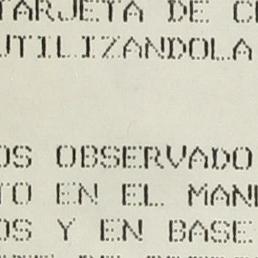 TARJETA DE C
UTILIZANDOLA
OS OBSERVADO
TO EN EL MAN
OS Y EN BASE